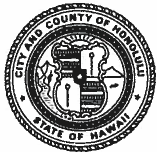 CITY AND COUNTY OF HONOLULU
STATE OF HAWAII